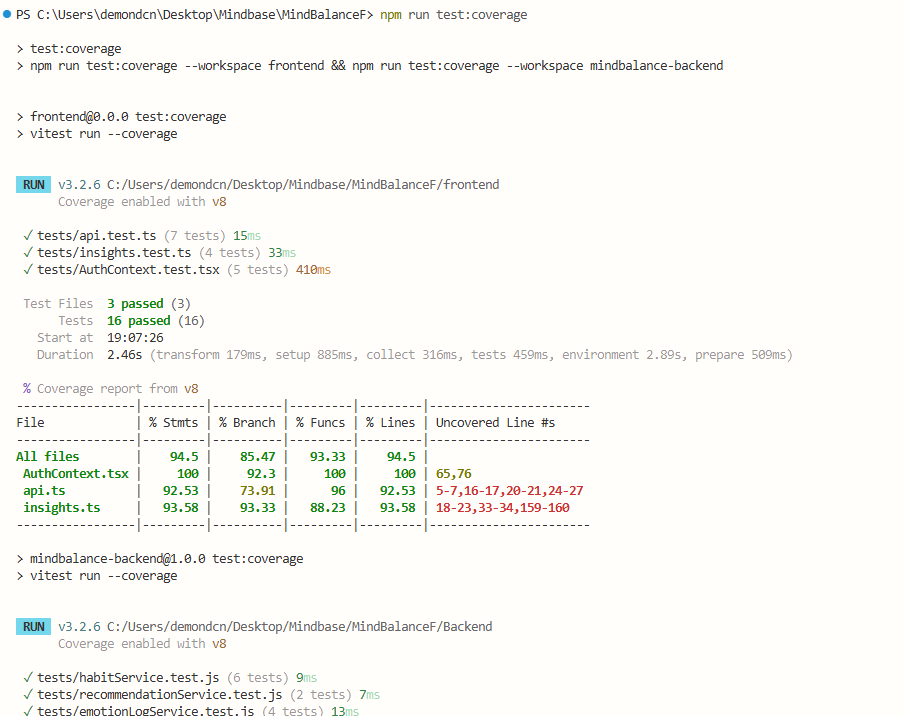 PS C:\Users\demondcn\Desktop\Mindbase\MindBalanceF> npm run test:coverage
> test:coverage
> npm run test:coverage --workspace frontend && npm run test:coverage --workspace mindbalance-backend
> frontend@0.0.0 test:coverage
> vitest run --coverage
RUN v3.2.6 C:/Users/demondcn/Desktop/Mindbase/MindBalanceF/frontend
Coverage enabled with v8
✓ tests/api.test.ts (7 tests) 15ms
✓ tests/insights.test.ts (4 tests) 33ms
✓ tests/AuthContext.test.tsx (5 tests) 410ms
Test Files 3 passed (3)
Tests 16 passed (16)
Start at 19:07:26
Duration 2.46s (transform 179ms, setup 885ms, collect 316ms, tests 459ms, environment 2.89s, prepare 509ms)
% Coverage report from v8
-----------------|---------|----------|---------|---------|-----------------------
File | % Stmts | % Branch | % Funcs | % Lines | Uncovered Line #s
-----------------|---------|----------|---------|---------|-----------------------
All files | 94.5 | 85.47 | 93.33 | 94.5 |
AuthContext.tsx | 100 | 92.3 | 100 | 100 | 65,76
api.ts | 92.53 | 73.91 | 96 | 92.53 | 5-7,16-17,20-21,24-27
insights.ts | 93.58 | 93.33 | 88.23 | 93.58 | 18-23,33-34,159-160
-----------------|---------|----------|---------|---------|-----------------------
> mindbalance-backend@1.0.0 test:coverage
> vitest run --coverage
RUN v3.2.6 C:/Users/demondcn/Desktop/Mindbase/MindBalanceF/Backend
Coverage enabled with v8
✓ tests/habitService.test.js (6 tests) 9ms
✓ tests/recommendationService.test.js (2 tests) 7ms
✓ tests/emotionLogService.test.js (4 tests) 13ms